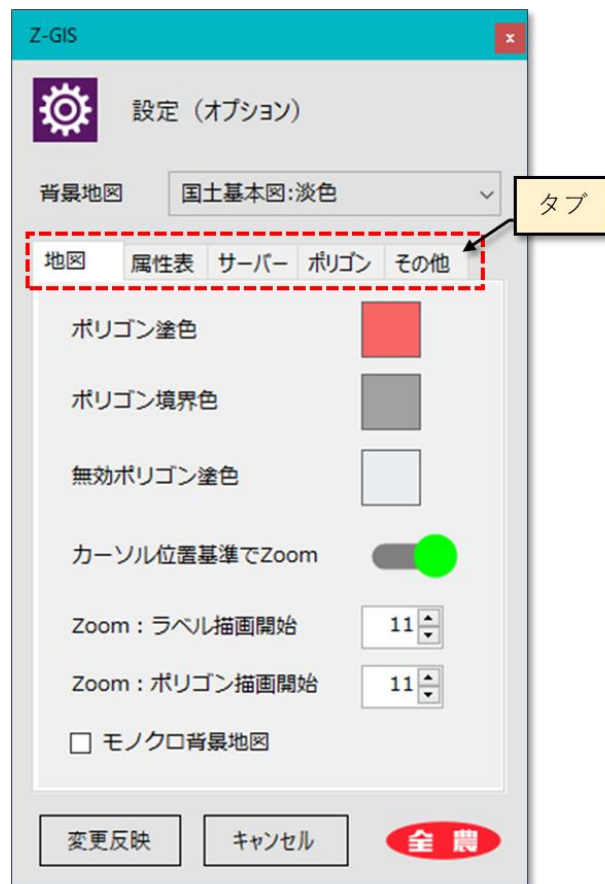 Z-GIS
x
設定（オプション）
背景地図 国土基本図:淡色
タブ
地図 属性表 サーバー ポリゴン その他
ポリゴン塗色
ポリゴン境界色
無効ポリゴン塗色
カーソル位置基準でZoom
Zoom：ラベル描画開始 11
Zoom：ポリゴン描画開始 11
モノクロ背景地図
変更反映 キャンセル 全農